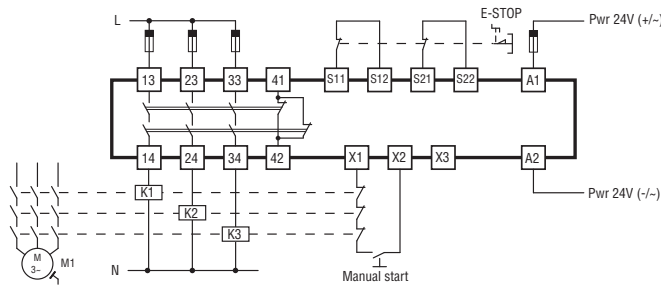 L
E-STOP
Pwr 24V (+/~)
13 23 33 41 S11 S12 S21 S22 A1
14 24 34 42 X1 X2 X3 A2
K1
K2
K3
Pwr 24V (-/~)
M
3~
M1
N
Manual start